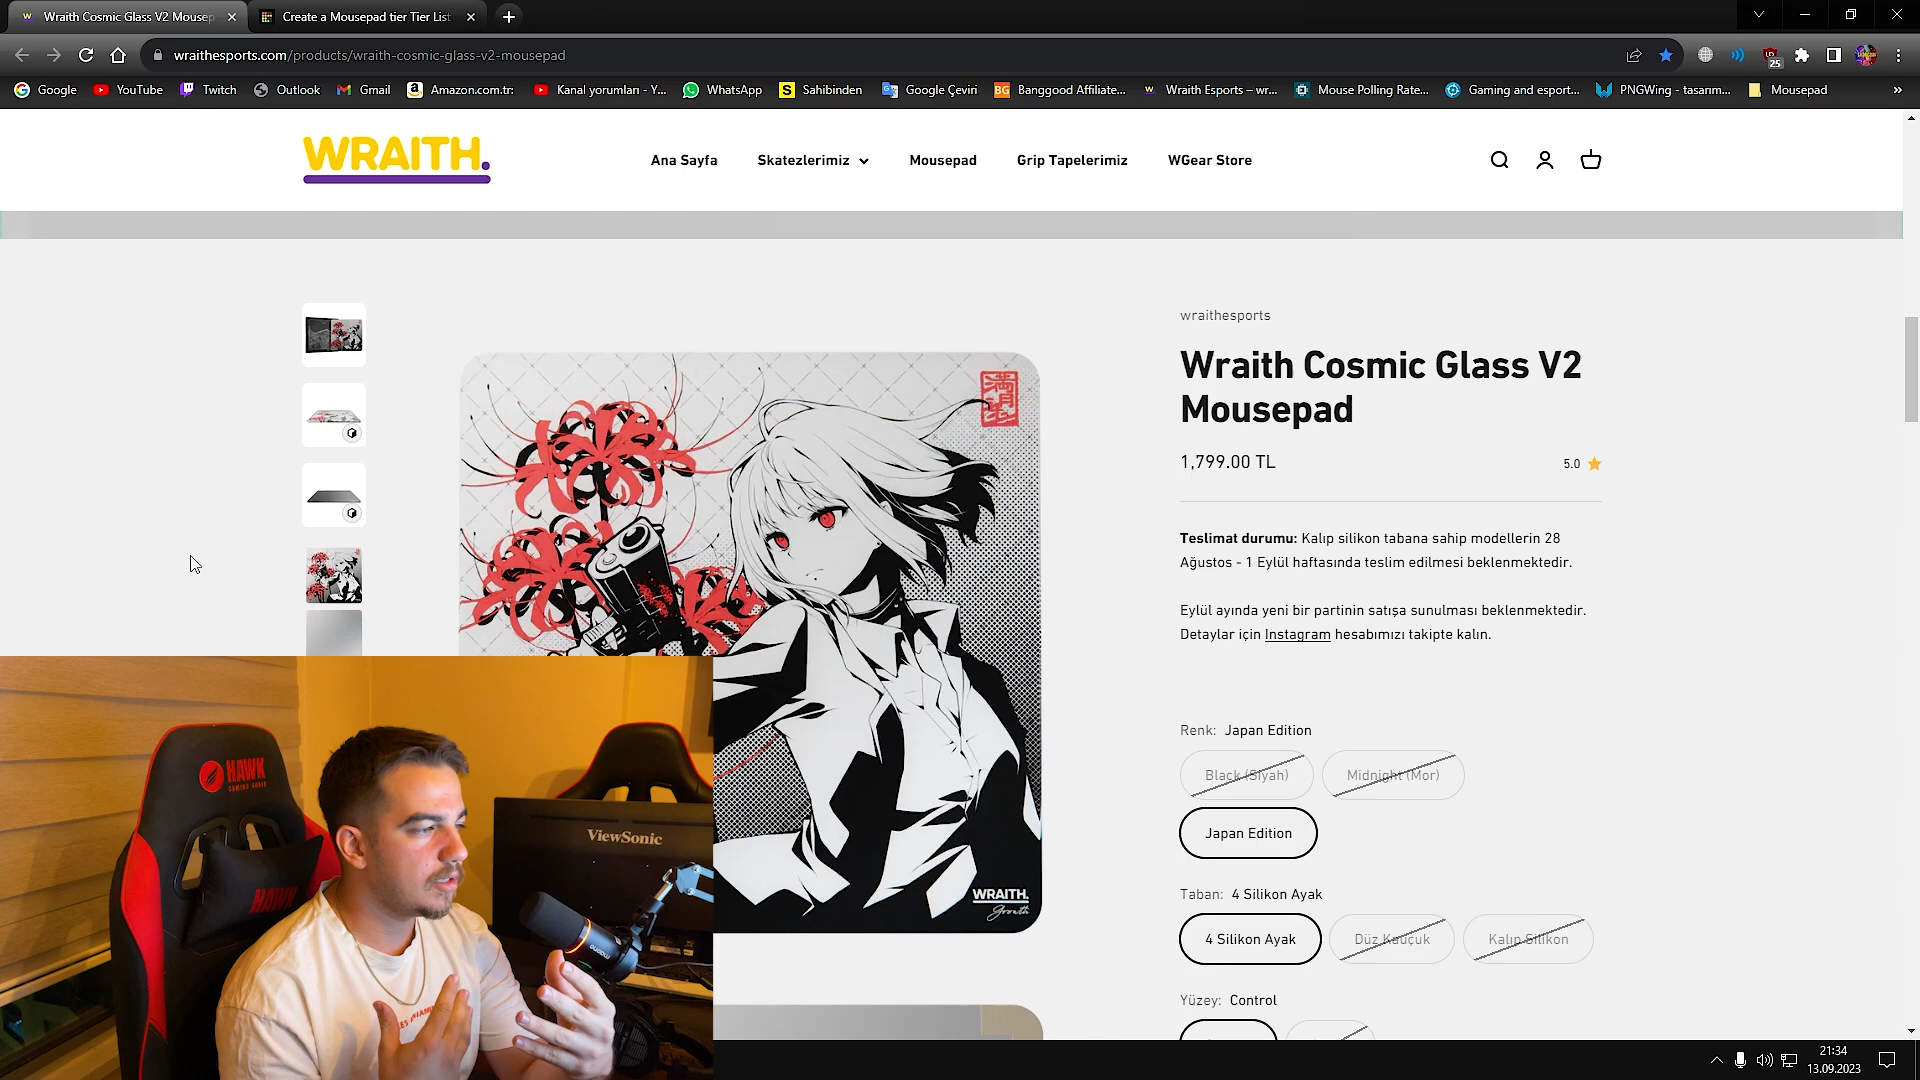 Wraith Cosmic Glass V2 Mousep
Create a Mousepad tier Tier List
wraithesports.com/products/wraith-cosmic-glass-v2-mousepad
25
Google
YouTube
Twitch
Outlook
Gmail
Amazon.com.tr:
Kanal yorumları - Y...
WhatsApp
Sahibinden
Google Çeviri
Banggood Affiliate...
Wraith Esports – wr...
Mouse Polling Rate...
Gaming and esport...
PNGWing - tasarım...
Mousepad
WRAITH.
Ana Sayfa
Skatezlerimiz
Mousepad
Grip Tapelerimiz
WGear Store
wraithesports
Wraith Cosmic Glass V2
Mousepad
1,799.00 TL
5.0
Teslimat durumu: Kalıp silikon tabana sahip modellerin 28
Ağustos - 1 Eylül haftasında teslim edilmesi beklenmektedir.
Eylül ayında yeni bir partinin satışa sunulması beklenmektedir.
Detaylar için Instagram hesabımızı takipte kalın.
Renk: Japan Edition
Black (Siyah)
Midnight (Mor)
Japan Edition
Taban: 4 Silikon Ayak
4 Silikon Ayak
Düz Kauçuk
Kalıp Silikon
Yüzey: Control
WRAITH.
Growth
HAWK
GAMING CHAIR
HAWK
ViewSonic
maono
21:34
13.09.2023